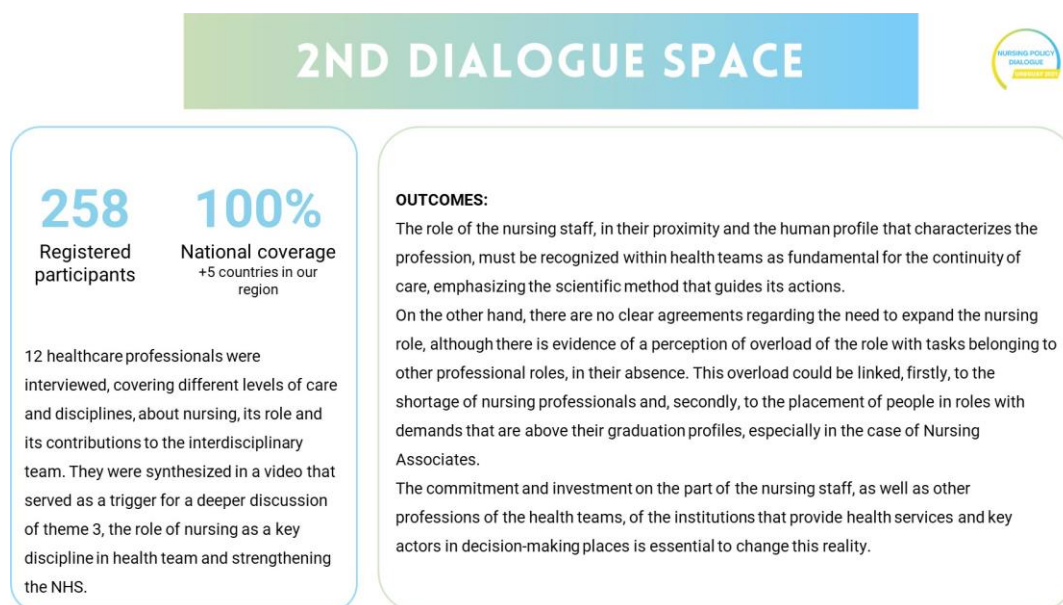 2ND DIALOGUE SPACE
NURSING POLICY
DIALOGUE
URUGUAY 2021
258
Registered
participants
100%
National coverage
+5 countries in our
region
12 healthcare professionals were
interviewed, covering different levels of care
and disciplines, about nursing, its role and
its contributions to the interdisciplinary
team. They were synthesized in a video that
served as a trigger for a deeper discussion
of theme 3, the role of nursing as a key
discipline in health team and strengthening
the NHS.
OUTCOMES:
The role of the nursing staff, in their proximity and the human profile that characterizes the
profession, must be recognized within health teams as fundamental for the continuity of
care, emphasizing the scientific method that guides its actions.
On the other hand, there are no clear agreements regarding the need to expand the nursing
role, although there is evidence of a perception of overload of the role with tasks belonging to
other professional roles, in their absence. This overload could be linked, firstly, to the
shortage of nursing professionals and, secondly, to the placement of people in roles with
demands that are above their graduation profiles, especially in the case of Nursing
Associates.
The commitment and investment on the part of the nursing staff, as well as other
professions of the health teams, of the institutions that provide health services and key
actors in decision-making places is essential to change this reality.